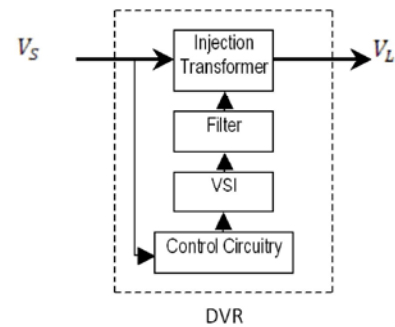 V_S
Injection
Transformer
V_L
Filter
VSI
Control Circuitry
DVR